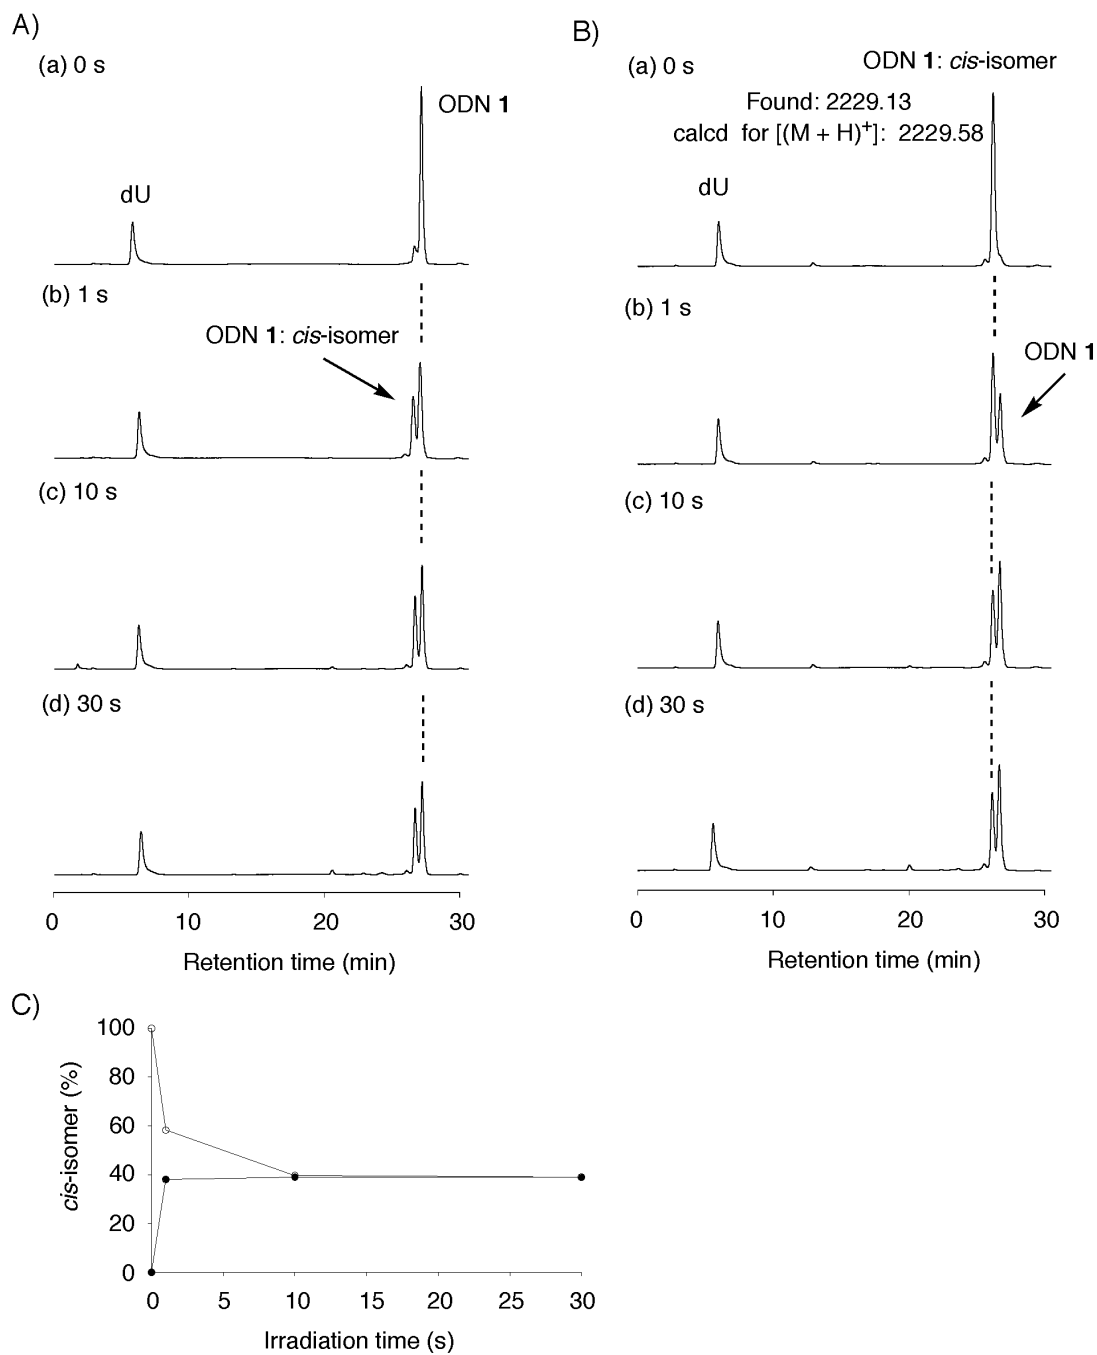 A)
(a) 0 s
ODN 1
dU
(b) 1 s
ODN 1: cis-isomer
(c) 10 s
(d) 30 s
0 10 20 30
Retention time (min)
B)
(a) 0 s
ODN 1: cis-isomer
Found: 2229.13
calcd for [(M + H)+]: 2229.58
dU
(b) 1 s
ODN 1
(c) 10 s
(d) 30 s
0 10 20 30
Retention time (min)
C)
100
80
60
40
20
0
cis-isomer (%)
0 5 10 15 20 25 30
Irradiation time (s)